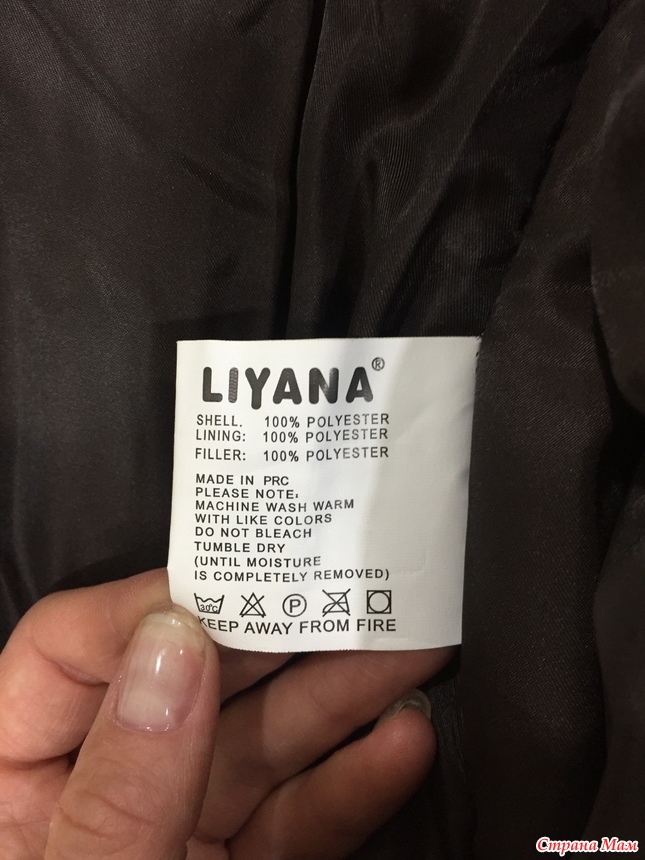 LIYANA®
SHELL. 100% POLYESTER
LINING: 100% POLYESTER
FILLER: 100% POLYESTER
MADE IN PRC
PLEASE NOTE:
MACHINE WASH WARM
WITH LIKE COLORS
DO NOT BLEACH
TUMBLE DRY
(UNTIL MOISTURE
IS COMPLETELY REMOVED)
30°C P
KEEP AWAY FROM FIRE
Страна Мам